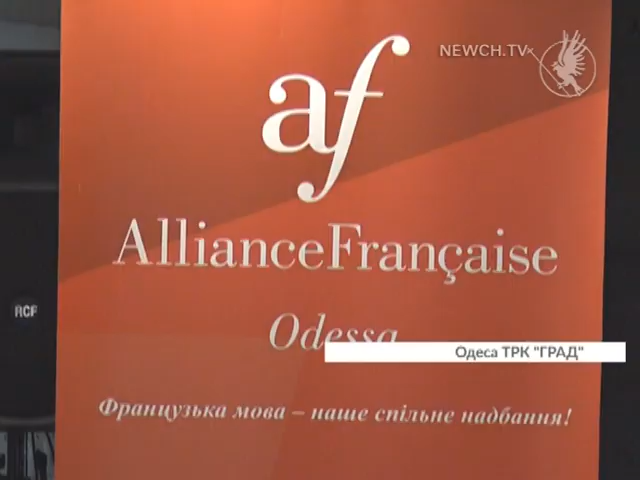 NEWCH.TV
af
AllianceFrançaise
RCF
Odessa
Одеса ТРК "ГРАД"
Французька мова – наше спільне надбання!